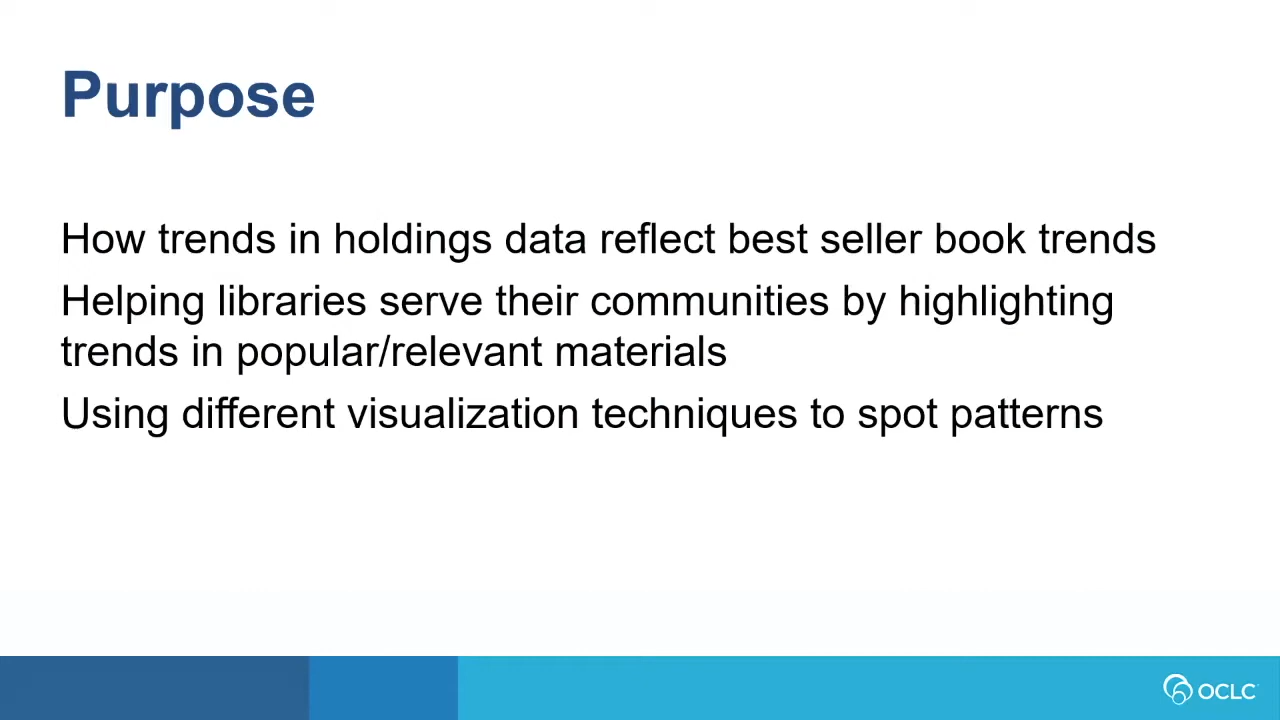 Purpose
How trends in holdings data reflect best seller book trends
Helping libraries serve their communities by highlighting
trends in popular/relevant materials
Using different visualization techniques to spot patterns
OCLC